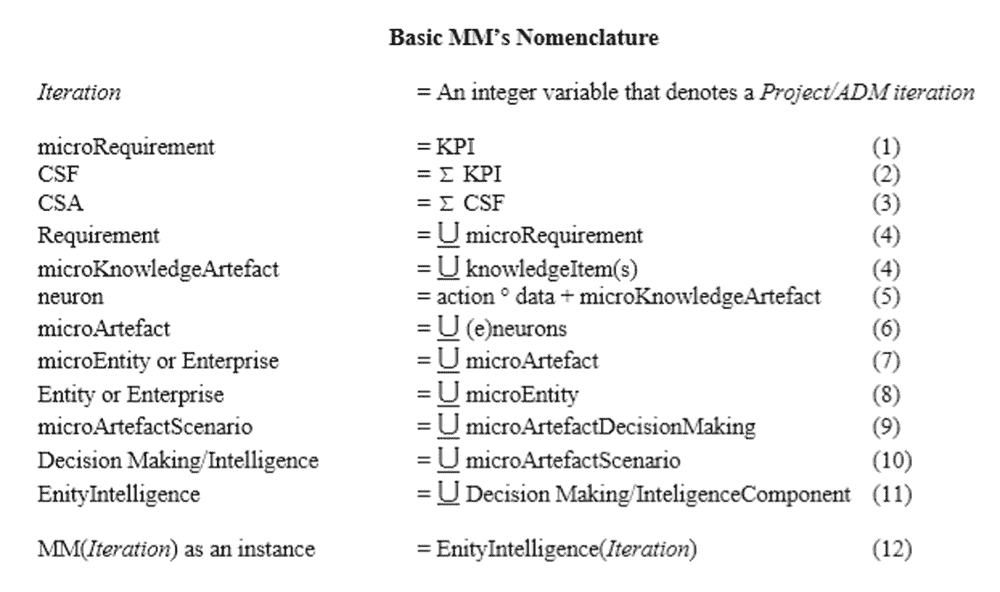 Basic MM's Nomenclature
Iteration = An integer variable that denotes a Project/ADM iteration
microRequirement = KPI (1)
CSF = Σ KPI (2)
CSA = Σ CSF (3)
Requirement = U microRequirement (4)
microKnowledgeArtefact = U knowledgeItem(s) (4)
neuron = action ° data + microKnowledgeArtefact (5)
microArtefact = U (e)neurons (6)
microEntity or Enterprise = U microArtefact (7)
Entity or Enterprise = U microEntity (8)
microArtefactScenario = U microArtefactDecisionMaking (9)
Decision Making/Intelligence = U microArtefactScenario (10)
EnityIntelligence = U Decision Making/InteligenceComponent (11)
MM(Iteration) as an instance = EnityIntelligence(Iteration) (12)